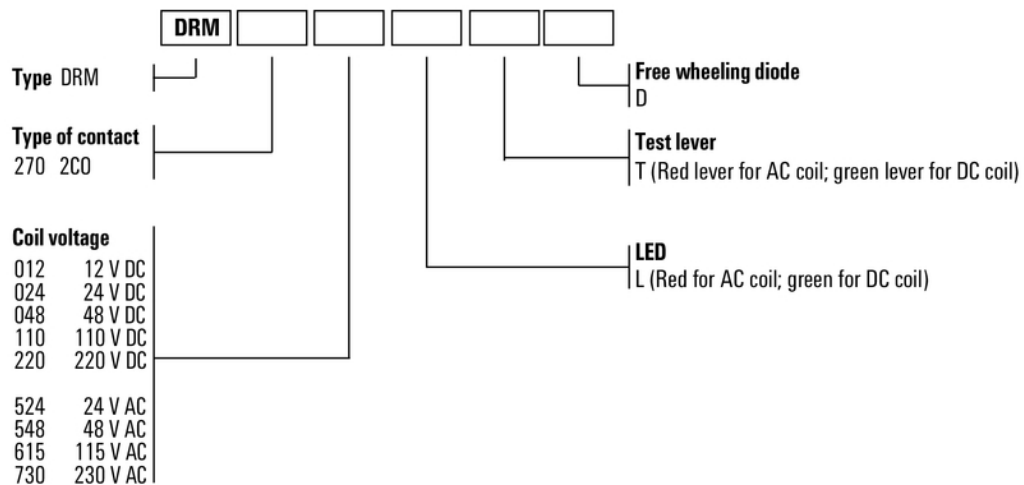 DRM
Type DRM
Free wheeling diode
D
Type of contact
270 2CO
Test lever
T (Red lever for AC coil; green lever for DC coil)
Coil voltage
012 12 V DC
024 24 V DC
048 48 V DC
110 110 V DC
220 220 V DC
524 24 V AC
548 48 V AC
615 115 V AC
730 230 V AC
LED
L (Red for AC coil; green for DC coil)